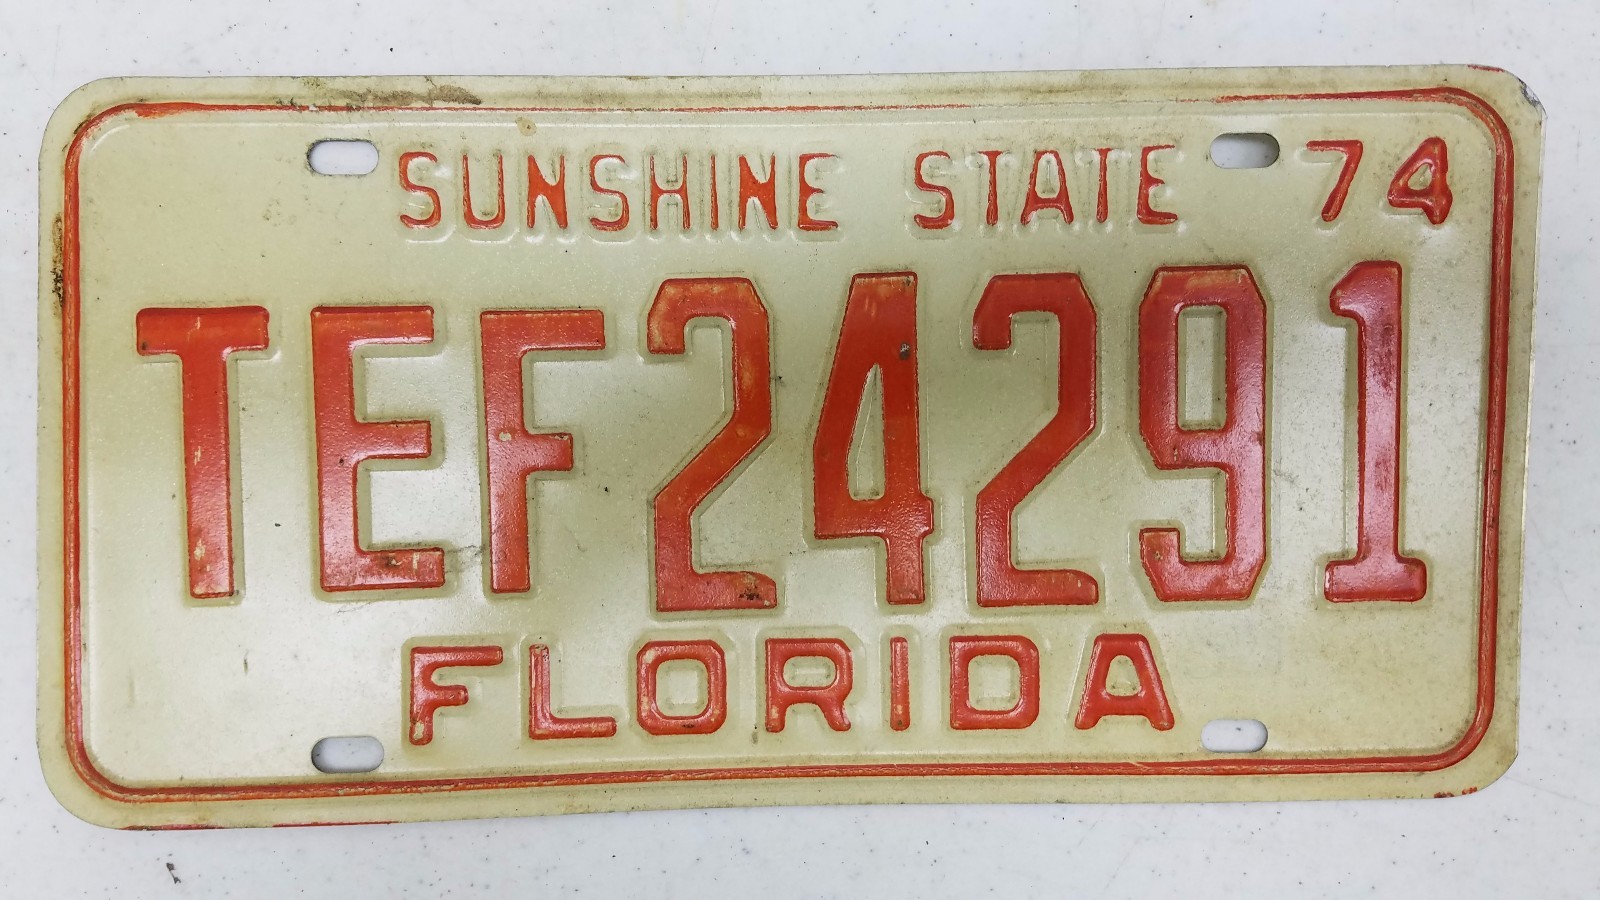 SUNSHINE STATE 74
TEF24291
FLORIDA